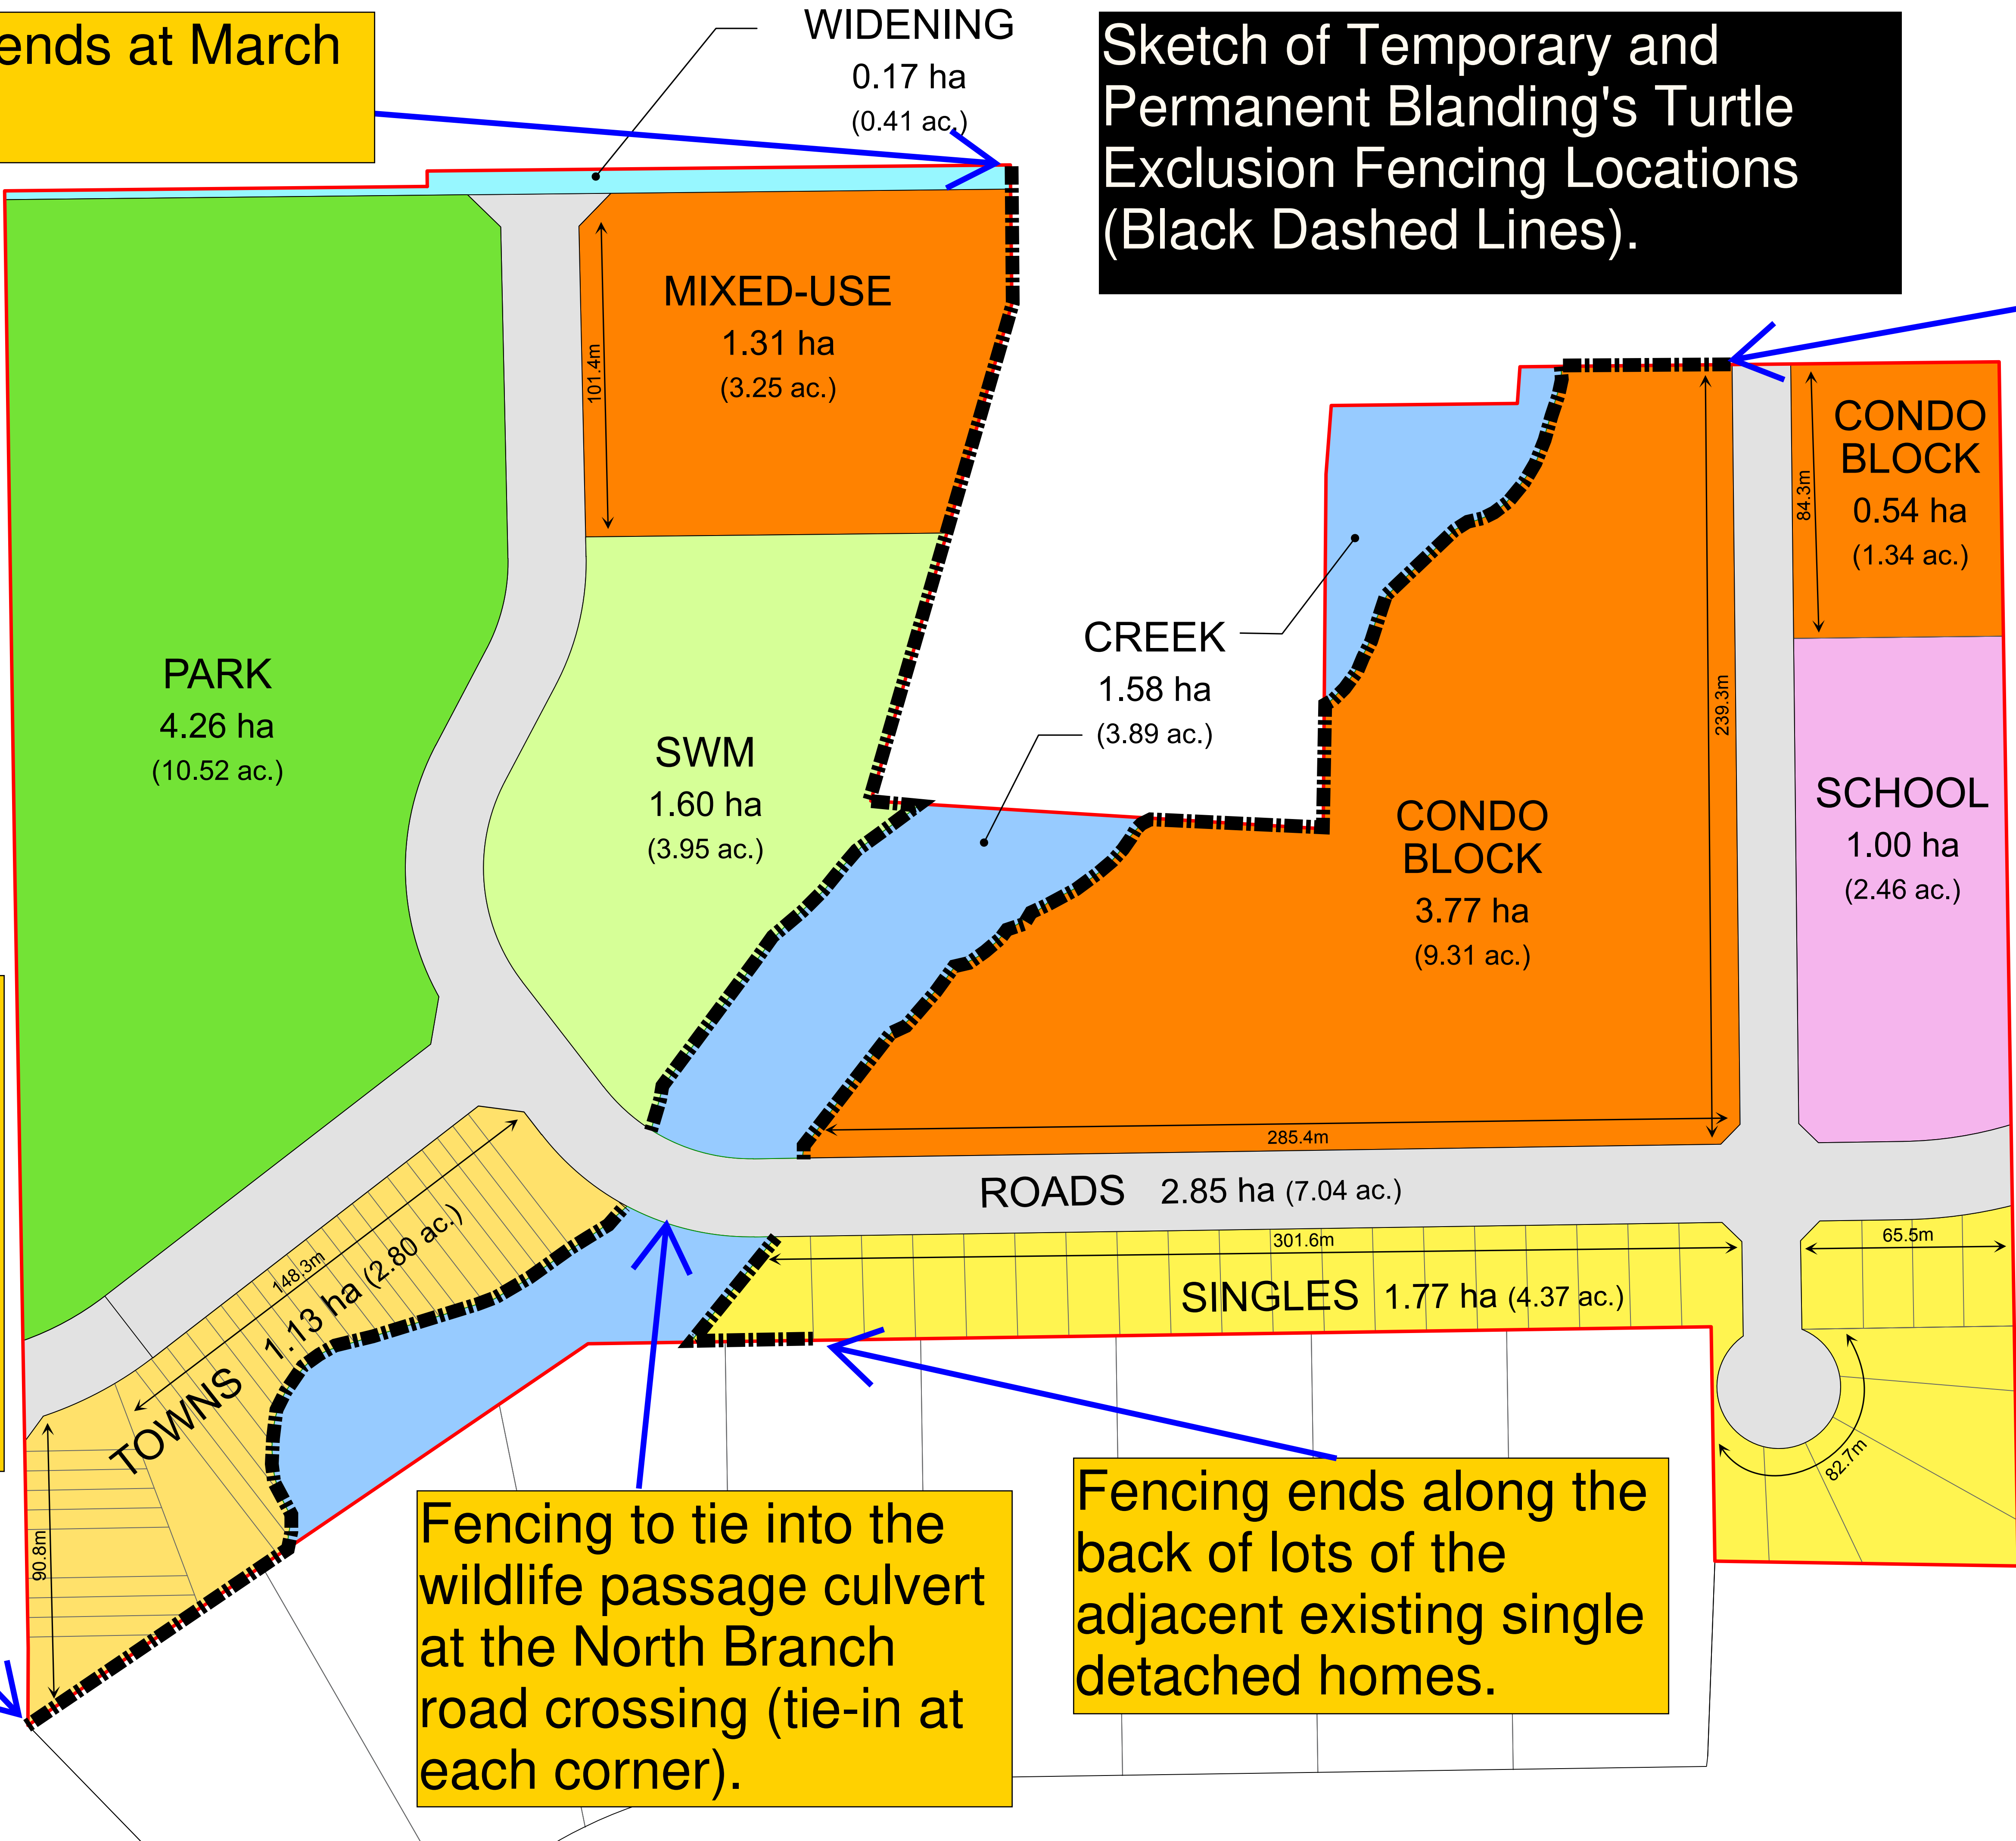 ends at March
WIDENING
0.17 ha
(0.41 ac.)
Sketch of Temporary and
Permanent Blanding's Turtle
Exclusion Fencing Locations
(Black Dashed Lines).
MIXED-USE
1.31 ha
(3.25 ac.)
101.4m
CONDO
BLOCK
0.54 ha
(1.34 ac.)
84.3m
PARK
4.26 ha
(10.52 ac.)
SWM
1.60 ha
(3.95 ac.)
CREEK
1.58 ha
(3.89 ac.)
239.3m
CONDO
BLOCK
3.77 ha
(9.31 ac.)
SCHOOL
1.00 ha
(2.46 ac.)
285.4m
ROADS 2.85 ha (7.04 ac.)
148.3m
TOWNS 1.13 ha (2.80 ac.)
90.8m
301.6m
65.5m
SINGLES 1.77 ha (4.37 ac.)
82.7m
Fencing to tie into the
wildlife passage culvert
at the North Branch
road crossing (tie-in at
each corner).
Fencing ends along the
back of lots of the
adjacent existing single
detached homes.